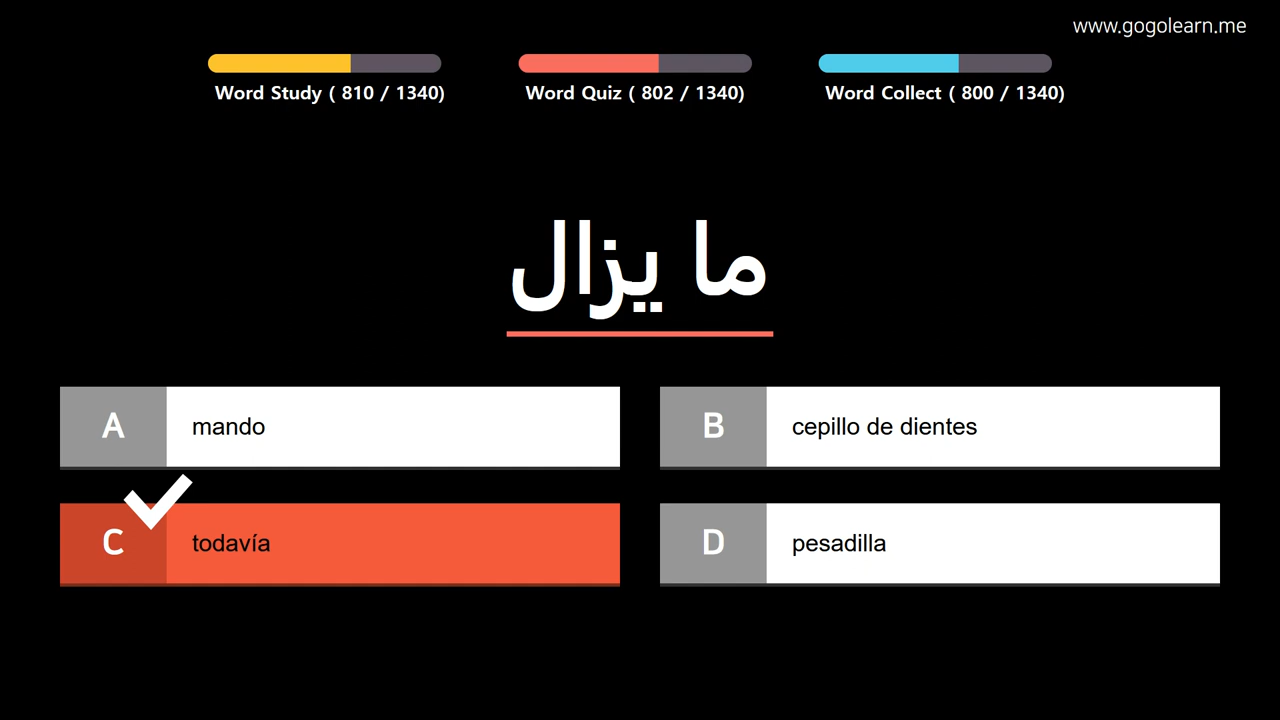 www.gogolearn.me
Word Study ( 810 / 1340)
Word Quiz ( 802 / 1340)
Word Collect ( 800 / 1340)
ما يزال
A
mando
B
cepillo de dientes
C
todavía
D
pesadilla